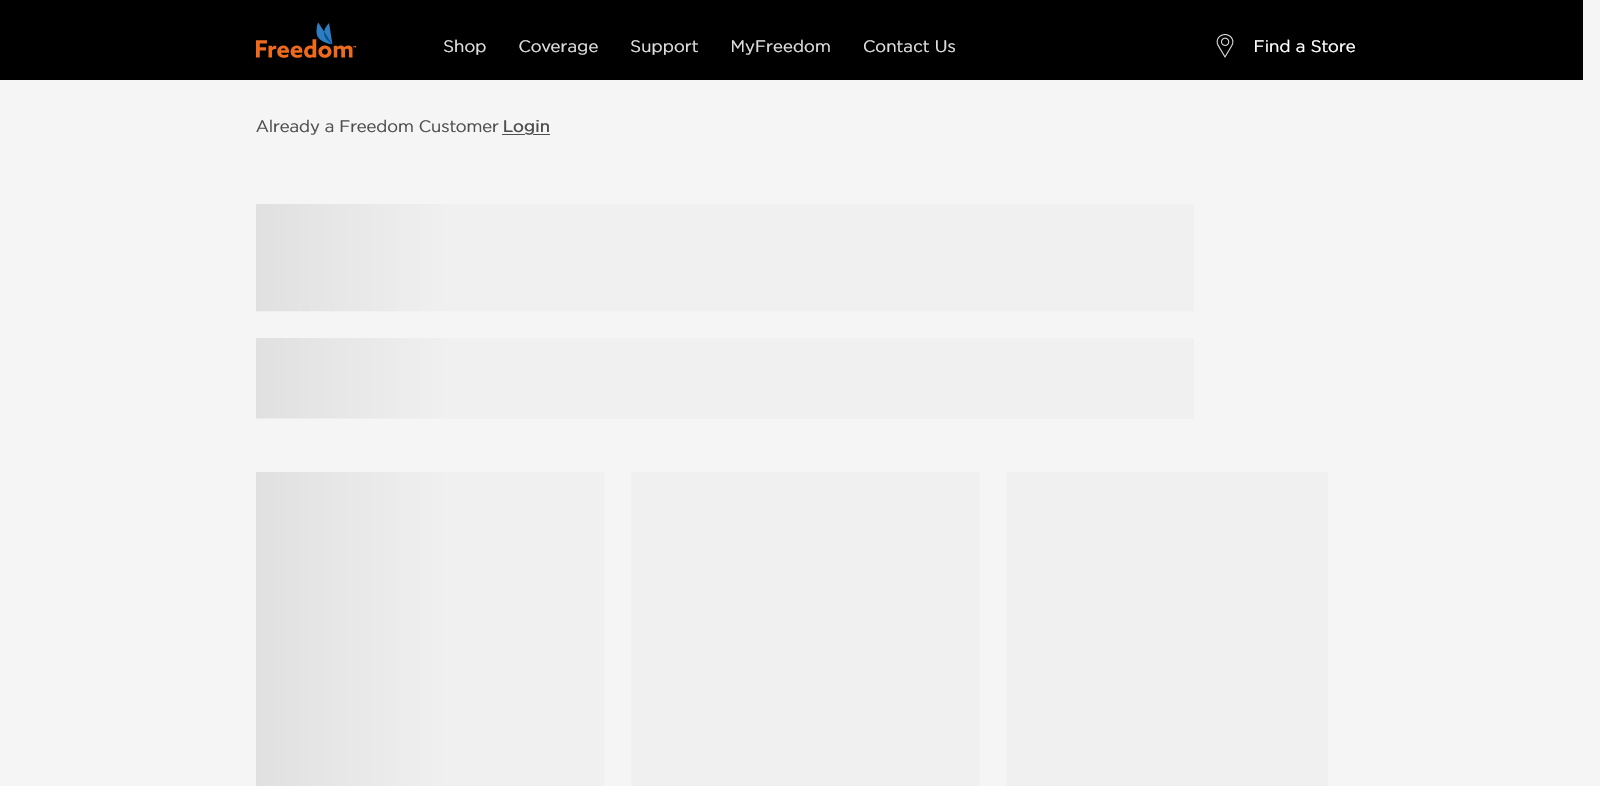 Freedom
Shop
Coverage
Support
MyFreedom
Contact Us
Find a Store
Already a Freedom Customer Login